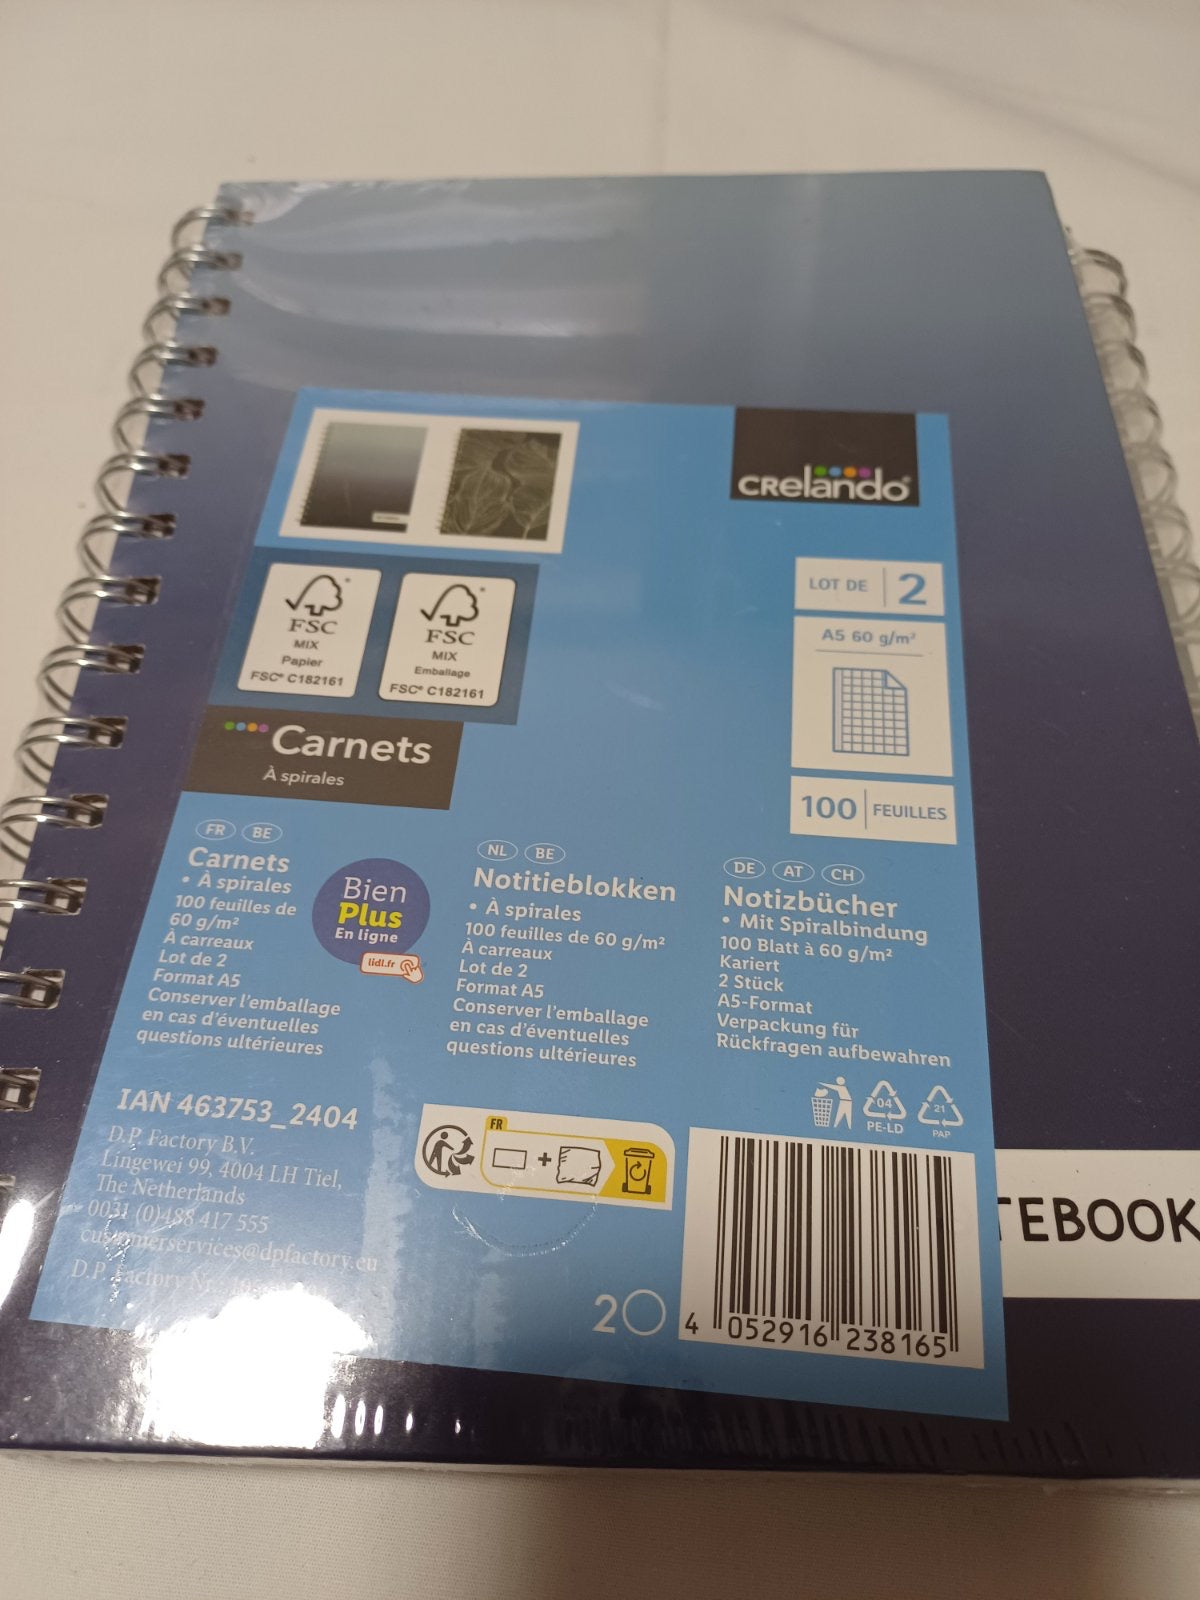 CRelando®
LOT DE 2
A5 60 g/m²
100 FEUILLES
FSC
MIX
Papier
FSC® C182161
FSC
MIX
Emballage
FSC® C182161
Carnets
À spirales
FR BE
Carnets
• À spirales
100 feuilles de
60 g/m²
À carreaux
Lot de 2
Format A5
Conserver l'emballage
en cas d'éventuelles
questions ultérieures
Bien
Plus
En ligne
lidl.fr
NL BE
Notitieblokken
• À spirales
100 feuilles de 60 g/m²
À carreaux
Lot de 2
Format A5
Conserver l'emballage
en cas d'éventuelles
questions ultérieures
DE AT CH
Notizbücher
• Mit Spiralbindung
100 Blatt à 60 g/m²
Kariert
2 Stück
A5-Format
Verpackung für
Rückfragen aufbewahren
04
PE-LD
21
PAP
IAN 463753_2404
D.P. Factory B.V.
Lingewei 99, 4004 LH Tiel,
The Netherlands
0031 (0)488 417 555
customerservices@dpfactory.eu
D.P. Factory Nr.
FR
+
2
4 052916 238165
TEBOOK